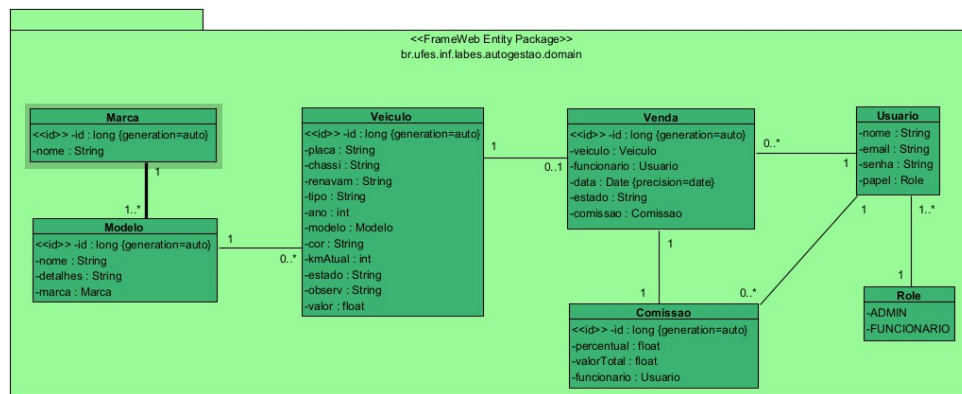 <<FrameWeb Entity Package>>
br.ufes.inf.labes.autogestao.domain
Marca
<<id>> -id : long {generation=auto}
-nome : String
1
1..*
Modelo
<<id>> -id : long {generation=auto}
-nome : String
-detalhes : String
-marca : Marca
1
0..*
Veiculo
<<id>> -id : long {generation=auto}
-placa : String
-chassi : String
-renavam : String
-tipo : String
-ano : int
-modelo : Modelo
-cor : String
-kmAtual : int
-estado : String
-observ : String
-valor : float
1
0..1
Venda
<<id>> -id : long {generation=auto}
-veiculo : Veiculo
-funcionario : Usuario
-data : Date {precision=date}
-estado : String
-comissao : Comissao
0..*
1
1
1
Comissao
<<id>> -id : long {generation=auto}
-percentual : float
-valorTotal : float
-funcionario : Usuario
0..*
1
Usuario
-nome : String
-email : String
-senha : String
-papel : Role
1..*
1
Role
-ADMIN
-FUNCIONARIO